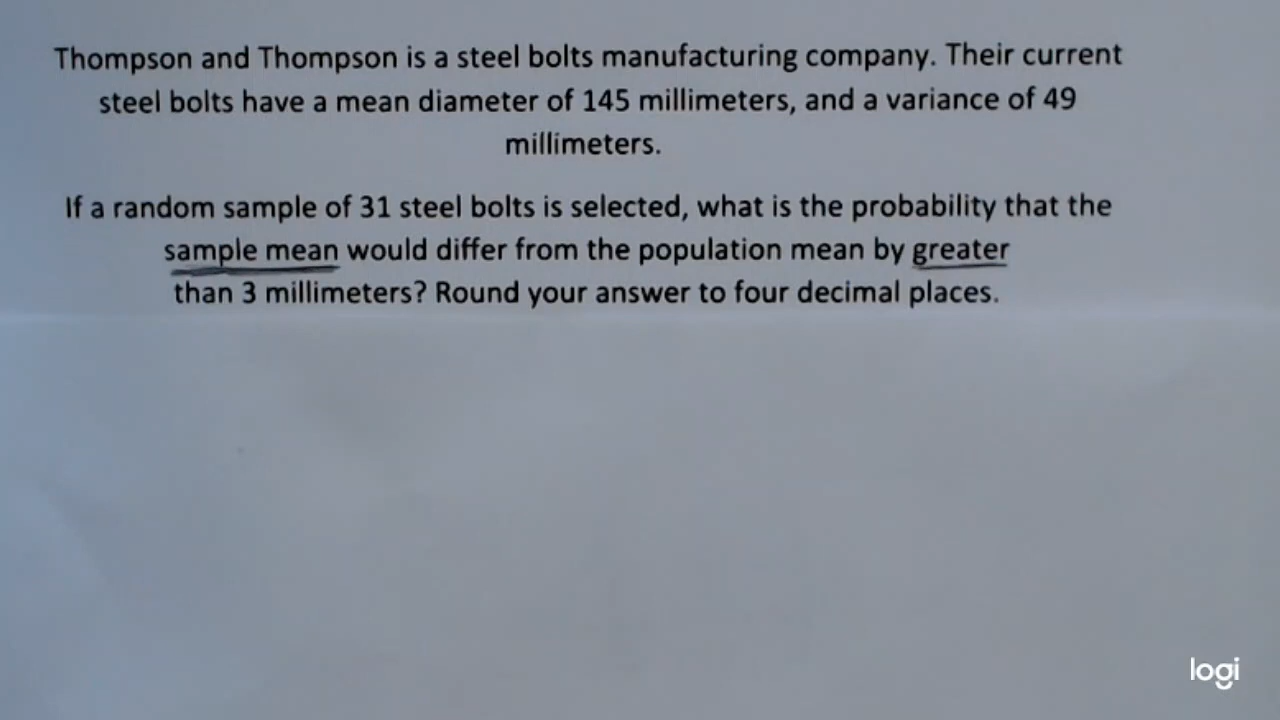 Thompson and Thompson is a steel bolts manufacturing company. Their current
steel bolts have a mean diameter of 145 millimeters, and a variance of 49
millimeters.
If a random sample of 31 steel bolts is selected, what is the probability that the
sample mean would differ from the population mean by greater
than 3 millimeters? Round your answer to four decimal places.
logi